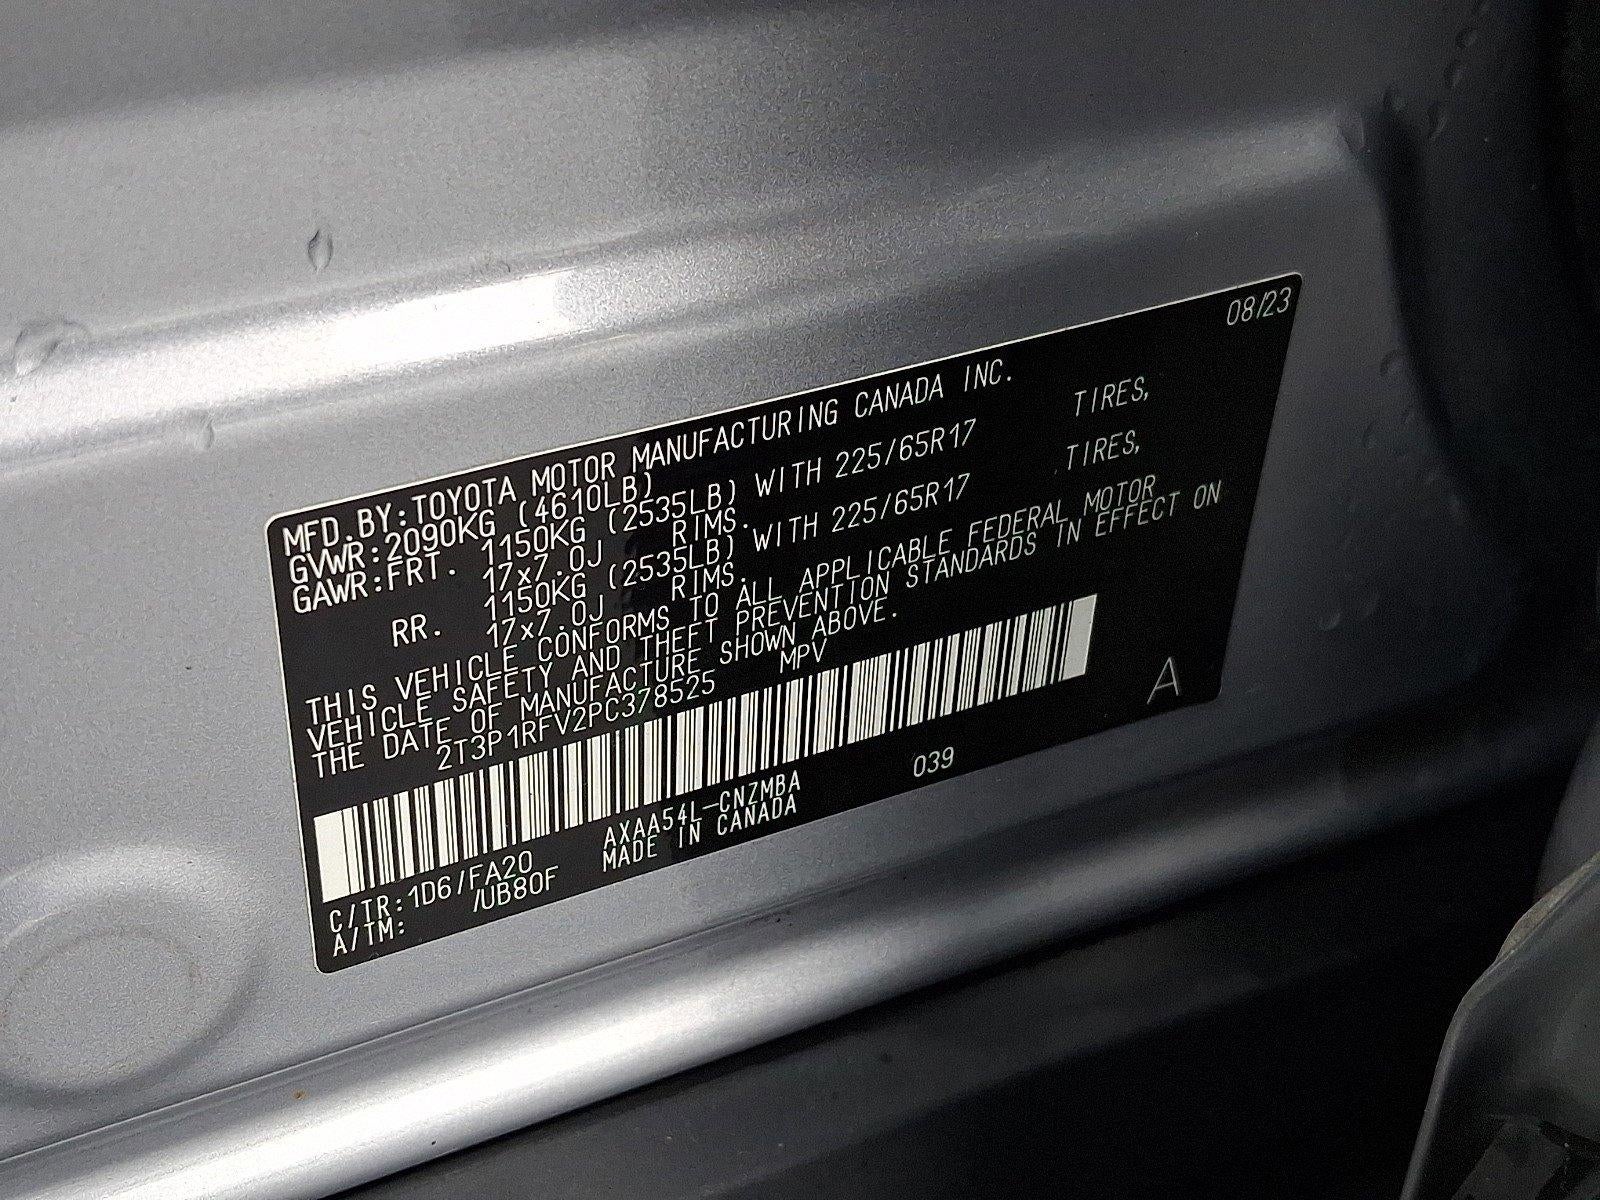 08/23
MFD.BY:TOYOTA MOTOR MANUFACTURING CANADA INC.
GVWR:2090KG (4610LB)
GAWR:FRT. 1150KG (2535LB) WITH 225/65R17 TIRES,
17x7.0J RIMS.
RR. 1150KG (2535LB) WITH 225/65R17 TIRES,
17x7.0J RIMS.
THIS VEHICLE CONFORMS TO ALL APPLICABLE FEDERAL MOTOR
VEHICLE SAFETY AND THEFT PREVENTION STANDARDS IN EFFECT ON
THE DATE OF MANUFACTURE SHOWN ABOVE.
2T3P1RFV2PC378525 MPV
A
C/TR:1D6/FA20 AXAA54L-CNZMBA 039
A/TM: /UB80F MADE IN CANADA